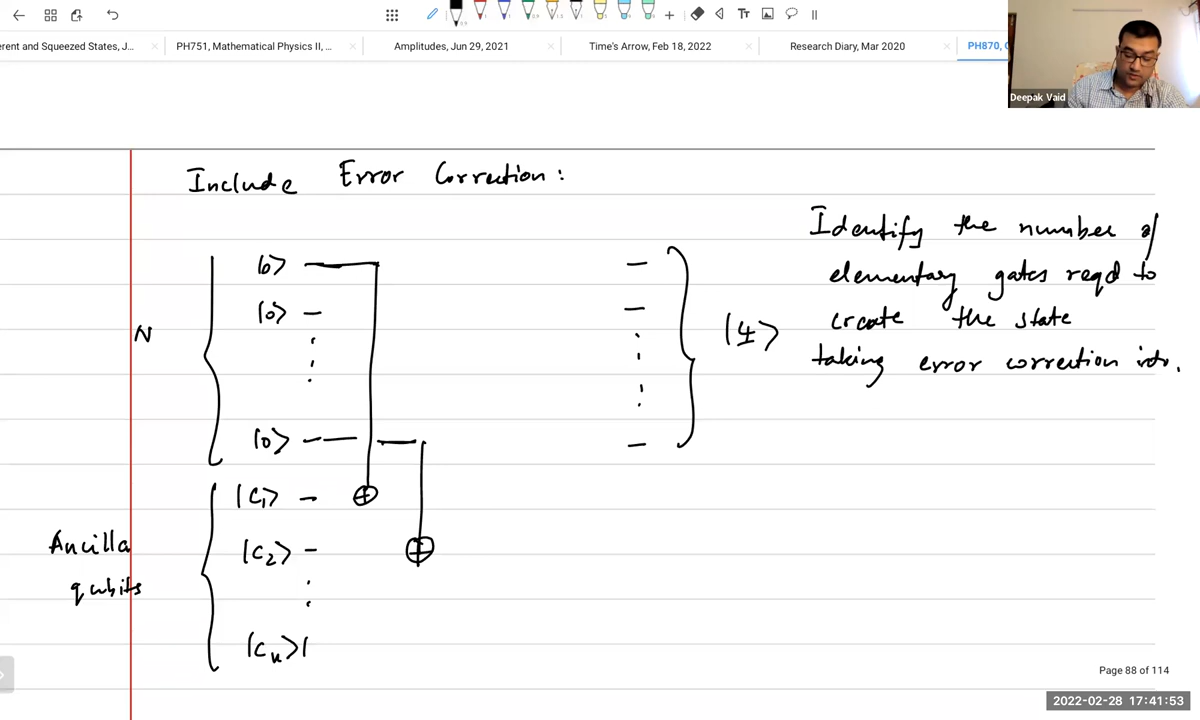 erent and Squeezed States, J...
PH751, Mathematical Physics II, ...
Amplitudes, Jun 29, 2021
Time's Arrow, Feb 18, 2022
Research Diary, Mar 2020
PH870, 
Deepak Vaid
Include Error Correction :
Identify the number of
elementary gates reqd to
create the state
taking error correction into.
|0>
|0>
N
|ψ>
|0>
|C1>
Ancilla
qubits
|C2>
|Cn>
Page 88 of 114
2022-02-28 17:41:53